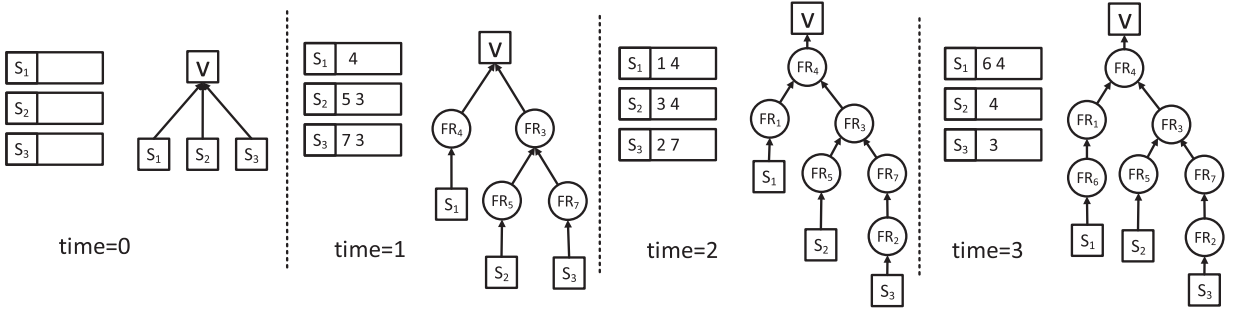 S1
S2
S3
V
S1 S2 S3
time=0
S1 4
S2 5 3
S3 7 3
V
FR4 FR3
S1 FR5 FR7
S2 S3
time=1
S1 1 4
S2 3 4
S3 2 7
V
FR4
FR1 FR3
S1 FR5 FR7
S2 FR2
S3
time=2
S1 6 4
S2 4
S3 3
V
FR4
FR1 FR3
FR6 FR5 FR7
S1 S2 FR2
S3
time=3